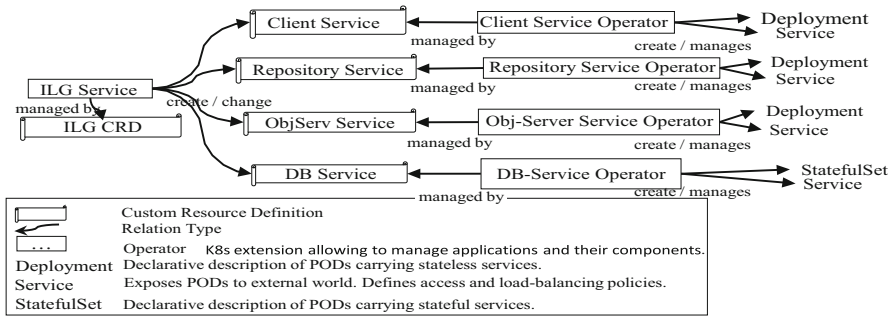 Client Service
Client Service Operator
Deployment
Service
managed by
create / manages
Repository Service
Repository Service Operator
Deployment
Service
managed by
create / manages
ILG Service
managed by
create / change
ILG CRD
ObjServ Service
Obj-Server Service Operator
Deployment
Service
managed by
create / manages
DB Service
DB-Service Operator
StatefulSet
Service
managed by
create / manages
Custom Resource Definition
Relation Type
... Operator K8s extension allowing to manage applications and their components.
Deployment Declarative description of PODs carrying stateless services.
Service Exposes PODs to external world. Defines access and load-balancing policies.
StatefulSet Declarative description of PODs carrying stateful services.